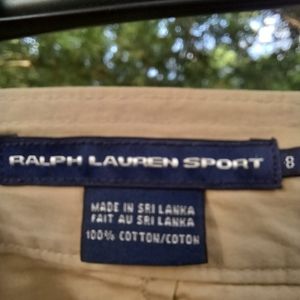 RALPH LAUREN SPORT 8
MADE IN SRI LANKA
FAIT AU SRI LANKA
100% COTTON/COTON